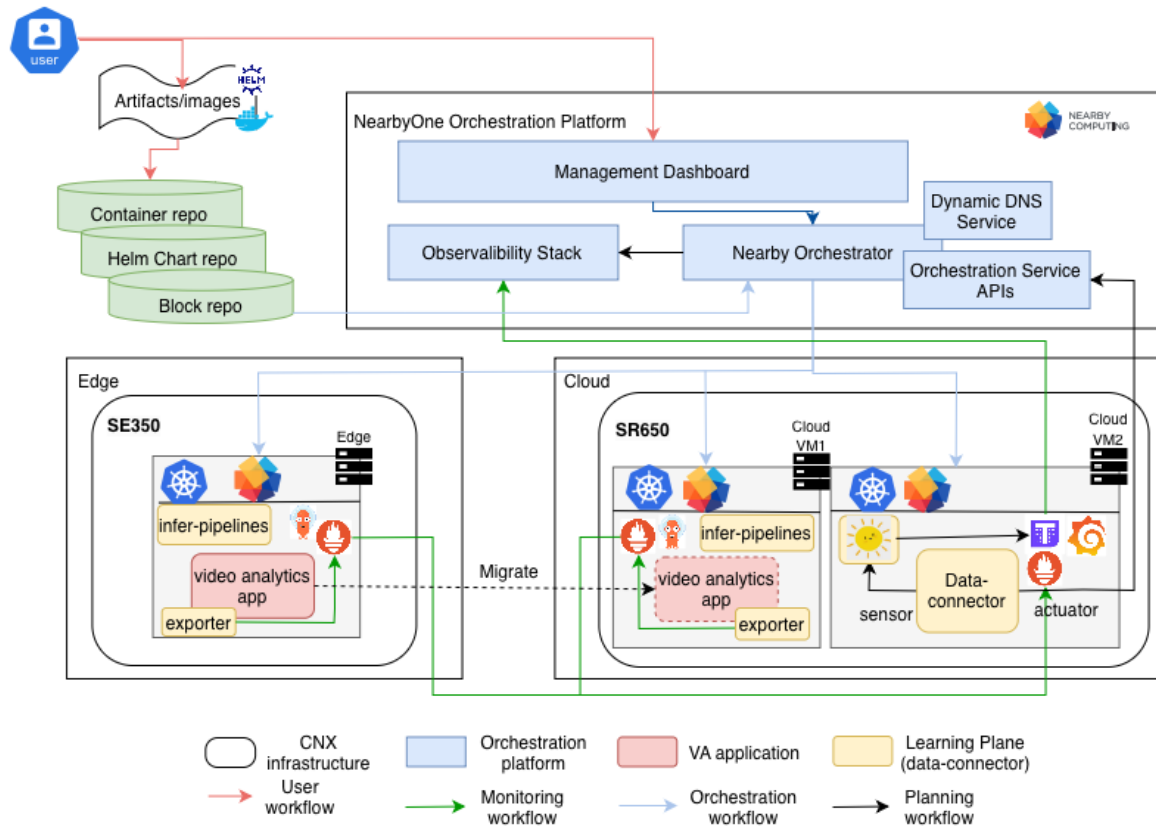 user
HELM
Artifacts/images
Container repo
Helm Chart repo
Block repo
NearbyOne Orchestration Platform
NEARBY
COMPUTING
Management Dashboard
Dynamic DNS
Service
Observalibility Stack
Nearby Orchestrator
Orchestration Service
APIs
Edge
SE350
Edge
infer-pipelines
video analytics
app
exporter
Migrate
Cloud
SR650
Cloud
VM1
infer-pipelines
video analytics
app
exporter
Cloud
VM2
T
sensor
Data-
connector
actuator
CNX
infrastructure
Orchestration
platform
VA application
Learning Plane
(data-connector)
User
workflow
Monitoring
workflow
Orchestration
workflow
Planning
workflow